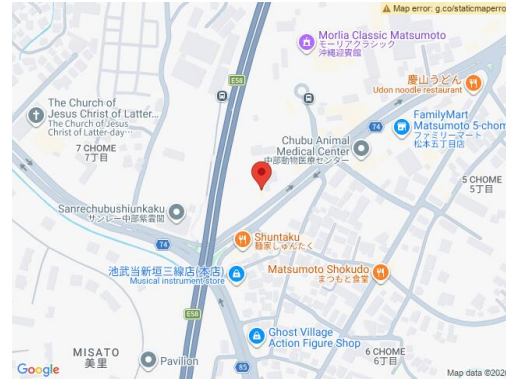 Map error: g.co/staticmaperro
E58
Morlia Classic Matsumoto
モーリアクラシック
沖縄迎賓館
慶山うどん
Udon noodle restaurant
The Church of
Jesus Christ of Latter...
The Church of Jesus
Christ of Latter-day…
74
FamilyMart
Matsumoto 5-chom
ファミリーマート
松本五丁目店
Chubu Animal
Medical Center
中部動物医療センター
7 CHOME
7丁目
5 CHOME
5丁目
Sanrechubushiunkaku
サンレー中部紫雲閣
74
Shuntaku
麺家しゅんたく
池武当新垣三線店(本店)
Musical instrument store
Matsumoto Shokudo
まつもと食堂
E58
Ghost Village
Action Figure Shop
MISATO
美里
Pavilion
85
6 CHOME
6丁目
Google
Map data ©2026